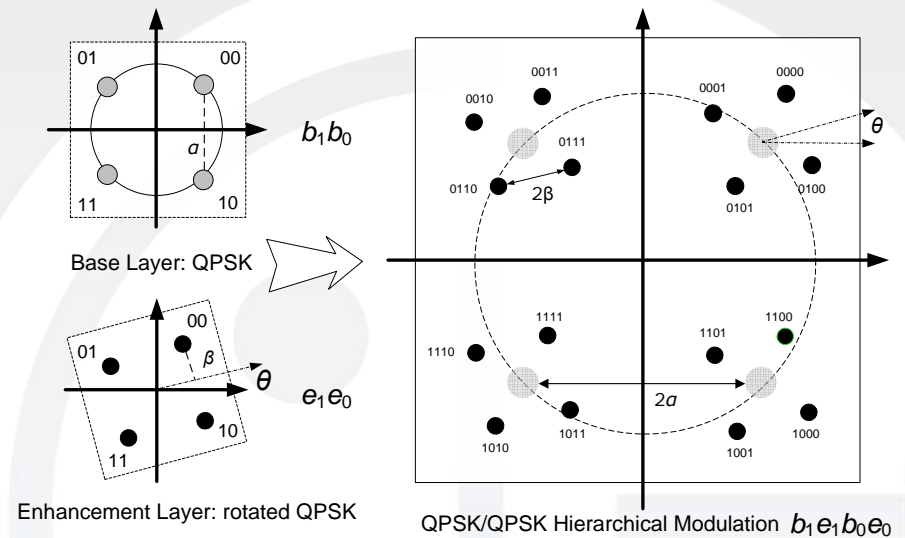 01
00
a
b₁b₀
11
10
Base Layer: QPSK
00
01
β
θ
e₁e₀
10
11
Enhancement Layer: rotated QPSK
0011
0010
0111
0110
2β
0000
0001
θ
0100
0101
1111
1110
1010
1011
2a
1100
1101
1000
1001
QPSK/QPSK Hierarchical Modulation b₁e₁b₀e₀